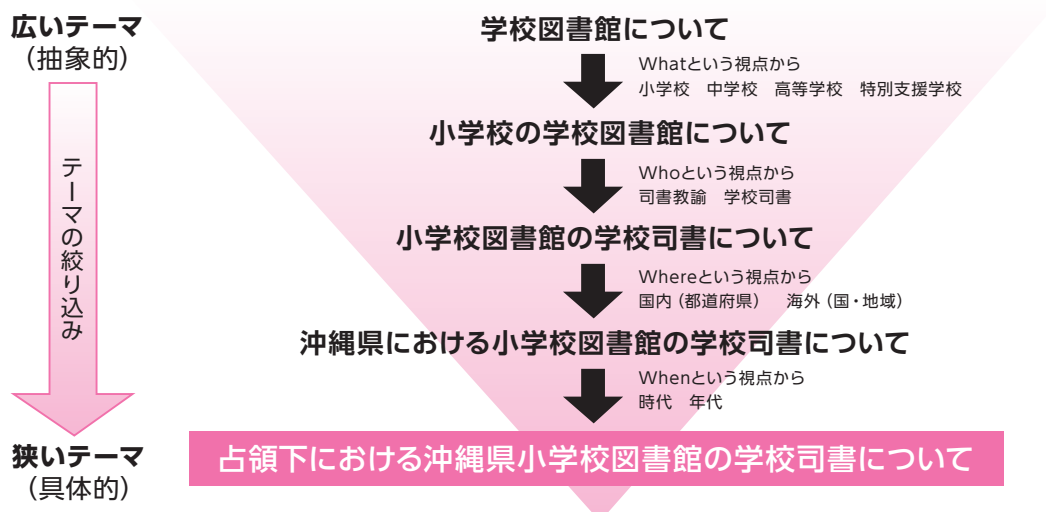 広いテーマ
（抽象的）
テーマの絞り込み
狭いテーマ
（具体的）
学校図書館について
Whatという視点から
小学校　中学校　高等学校　特別支援学校
小学校の学校図書館について
Whoという視点から
司書教諭　学校司書
小学校図書館の学校司書について
Whereという視点から
国内（都道府県）　海外（国・地域）
沖縄県における小学校図書館の学校司書について
Whenという視点から
時代　年代
占領下における沖縄県小学校図書館の学校司書について